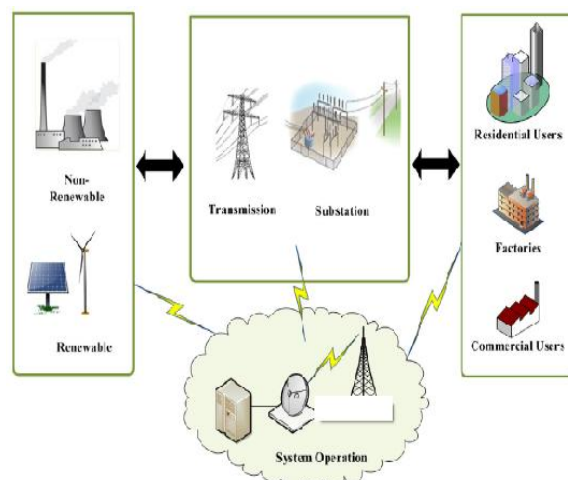 Non-
Renewable
Renewable
Transmission
Substation
Residential Users
Factories
Commercial Users
System Operation